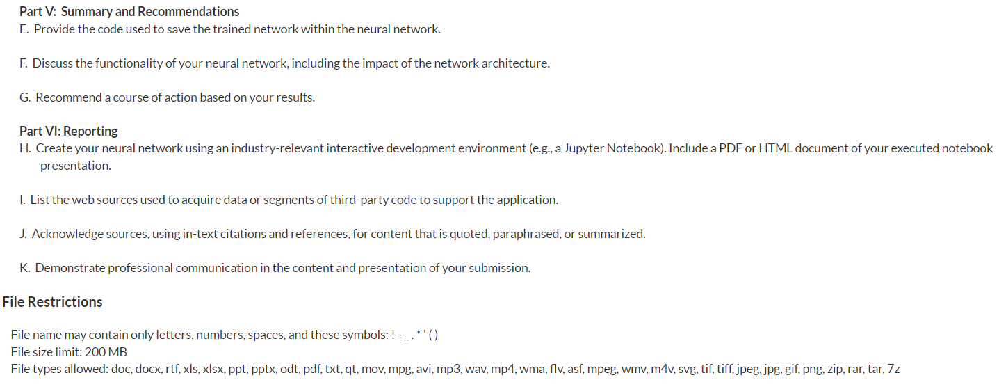 Part V: Summary and Recommendations
E. Provide the code used to save the trained network within the neural network.
F. Discuss the functionality of your neural network, including the impact of the network architecture.
G. Recommend a course of action based on your results.
Part VI: Reporting
H. Create your neural network using an industry-relevant interactive development environment (e.g., a Jupyter Notebook). Include a PDF or HTML document of your executed notebook
presentation.
I. List the web sources used to acquire data or segments of third-party code to support the application.
J. Acknowledge sources, using in-text citations and references, for content that is quoted, paraphrased, or summarized.
K. Demonstrate professional communication in the content and presentation of your submission.
File Restrictions
File name may contain only letters, numbers, spaces, and these symbols: ! - _ . * ' ( )
File size limit: 200 MB
File types allowed: doc, docx, rtf, xls, xlsx, ppt, pptx, odt, pdf, txt, qt, mov, mpg, avi, mp3, wav, mp4, wma, flv, asf, mpeg, wmv, m4v, svg, tif, tiff, jpeg, jpg, gif, png, zip, rar, tar, 7z